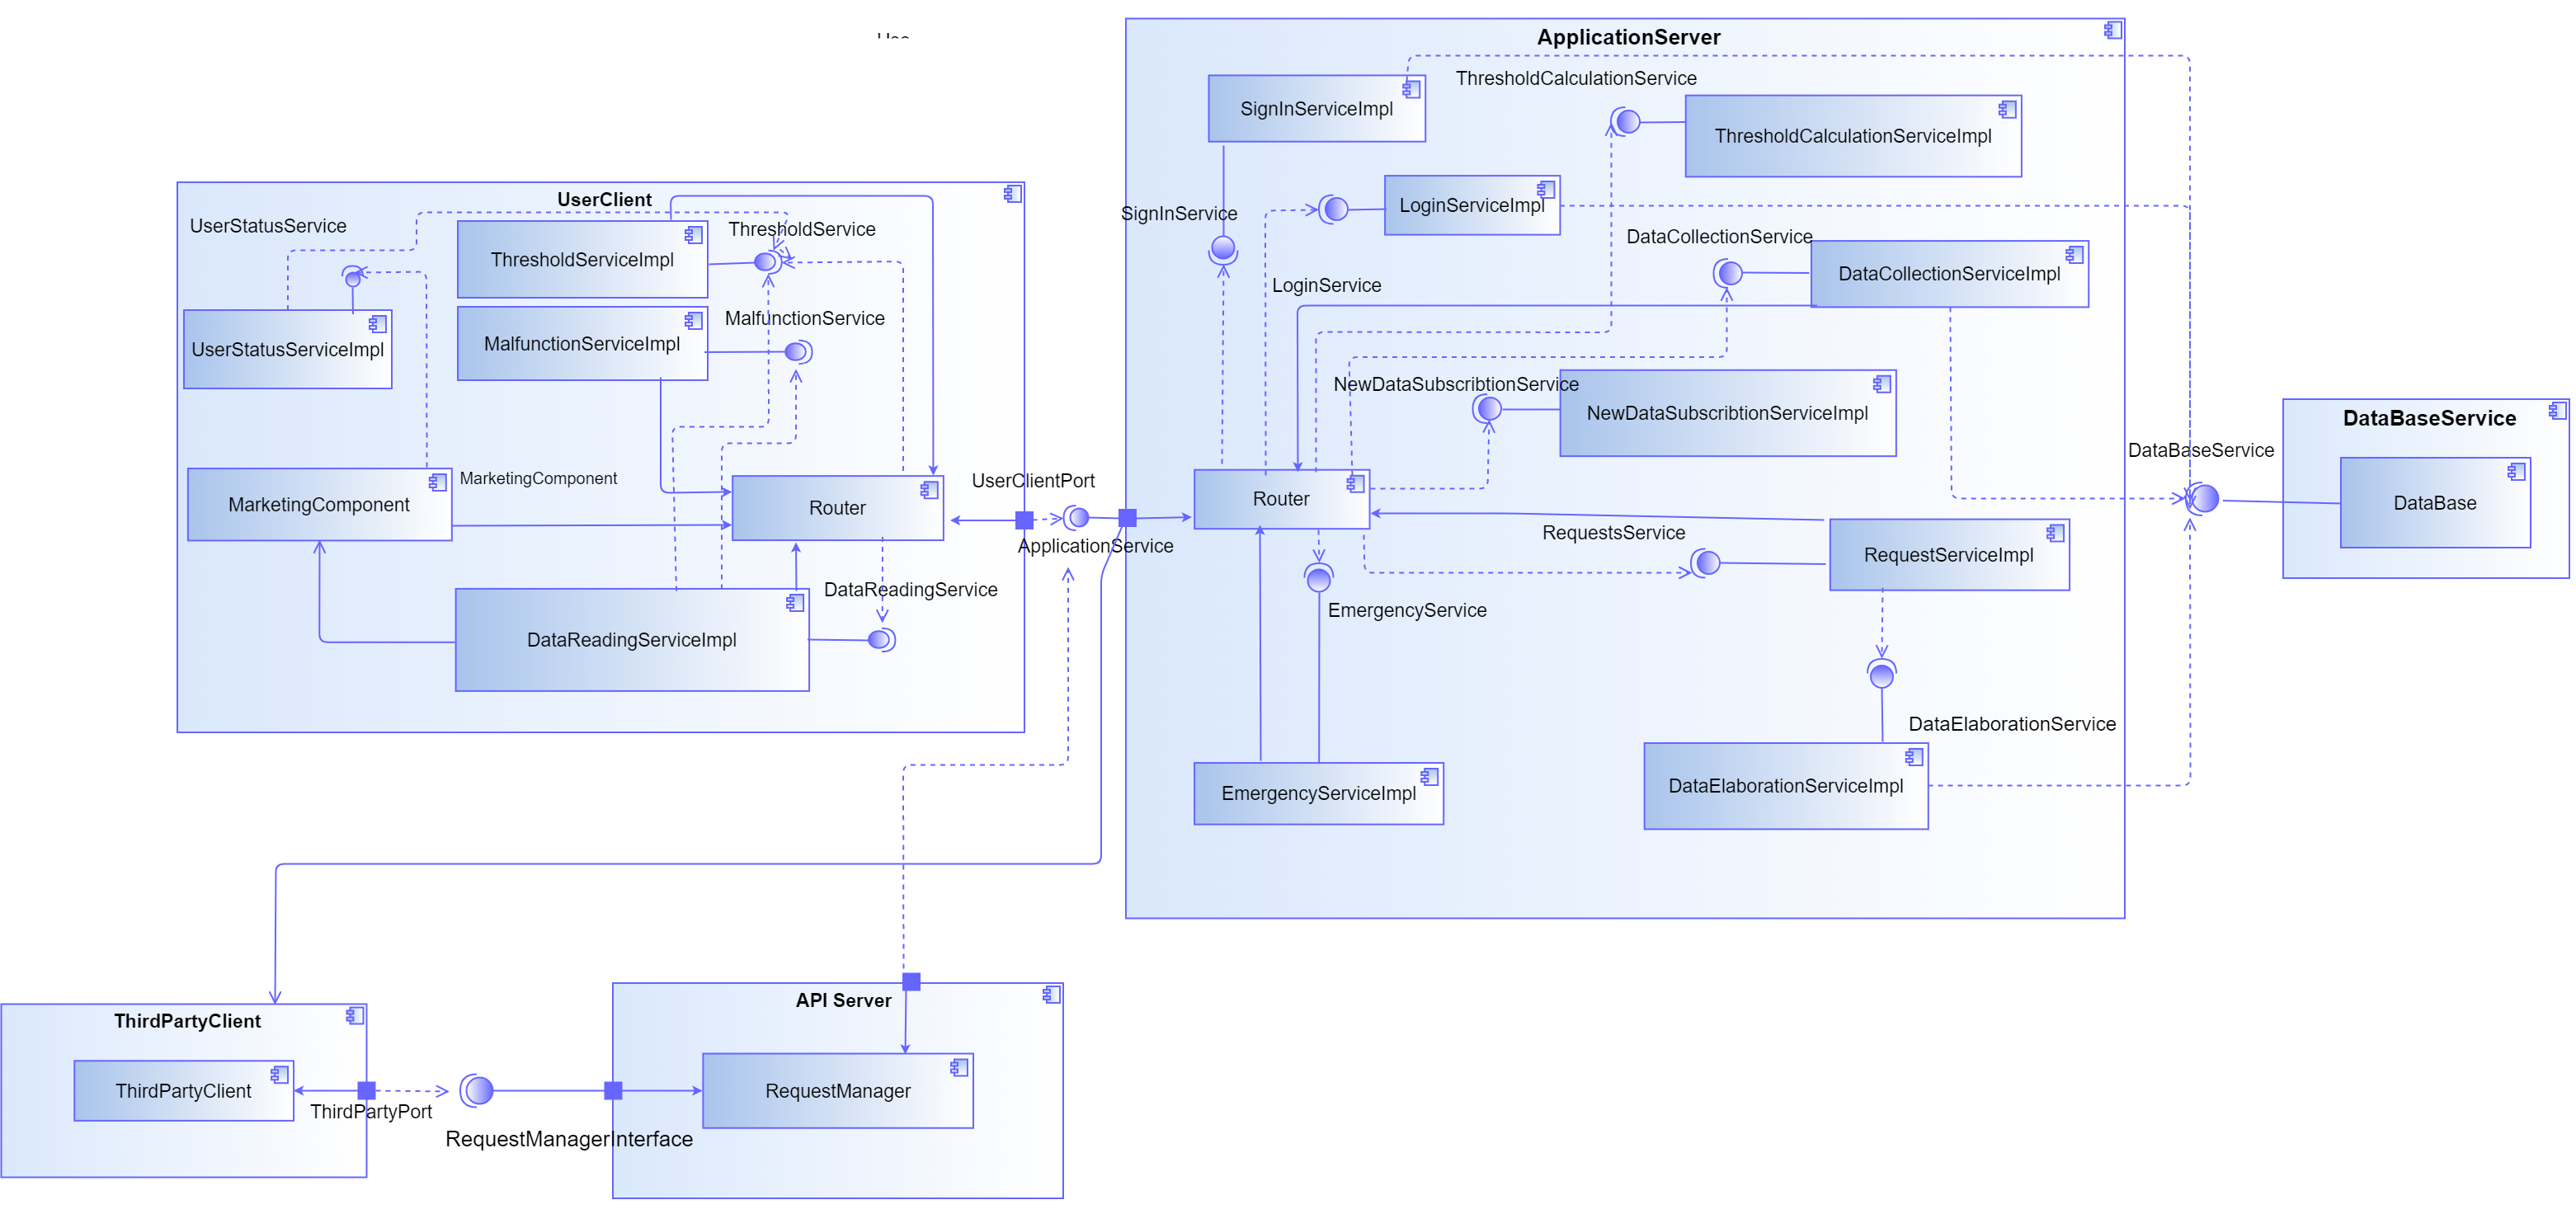 ApplicationServer
ThresholdCalculationService
SignInServiceImpl
ThresholdCalculationServiceImpl
UserClient
LoginServiceImpl
SignInService
UserStatusService
ThresholdService
DataCollectionService
ThresholdServiceImpl
DataCollectionServiceImpl
LoginService
MalfunctionService
MalfunctionServiceImpl
UserStatusServiceImpl
NewDataSubscribtionService
NewDataSubscribtionServiceImpl
DataBaseService
DataBaseService
MarketingComponent
MarketingComponent
UserClientPort
Router
Router
DataBase
RequestsService
ApplicationService
RequestServiceImpl
DataReadingService
EmergencyService
DataReadingServiceImpl
DataElaborationService
DataElaborationServiceImpl
EmergencyServiceImpl
API Server
ThirdPartyClient
ThirdPartyClient
RequestManager
ThirdPartyPort
RequestManagerInterface